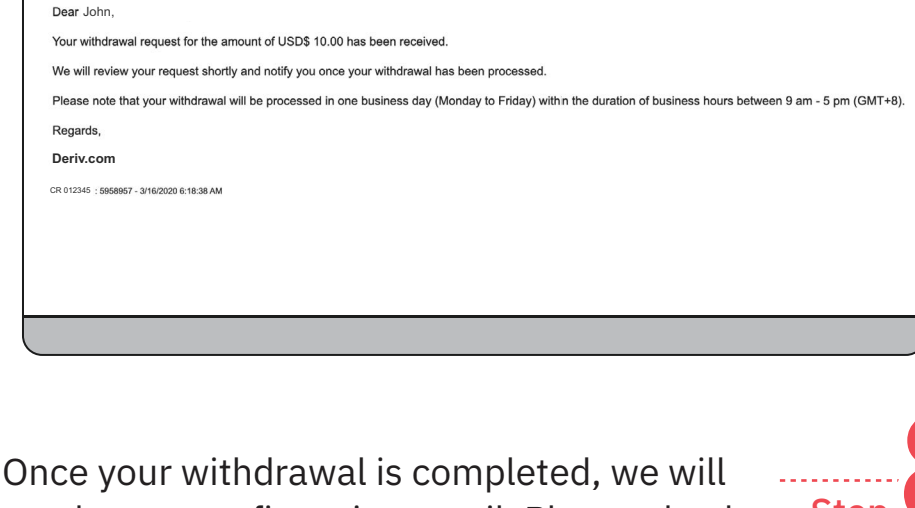 Dear John,
Your withdrawal request for the amount of USD$ 10.00 has been received.
We will review your request shortly and notify you once your withdrawal has been processed.
Please note that your withdrawal will be processed in one business day (Monday to Friday) within the duration of business hours between 9 am - 5 pm (GMT+8).
Regards,
Deriv.com
CR 012345 : 5958957 - 3/16/2020 6:18:38 AM
Once your withdrawal is completed, we will